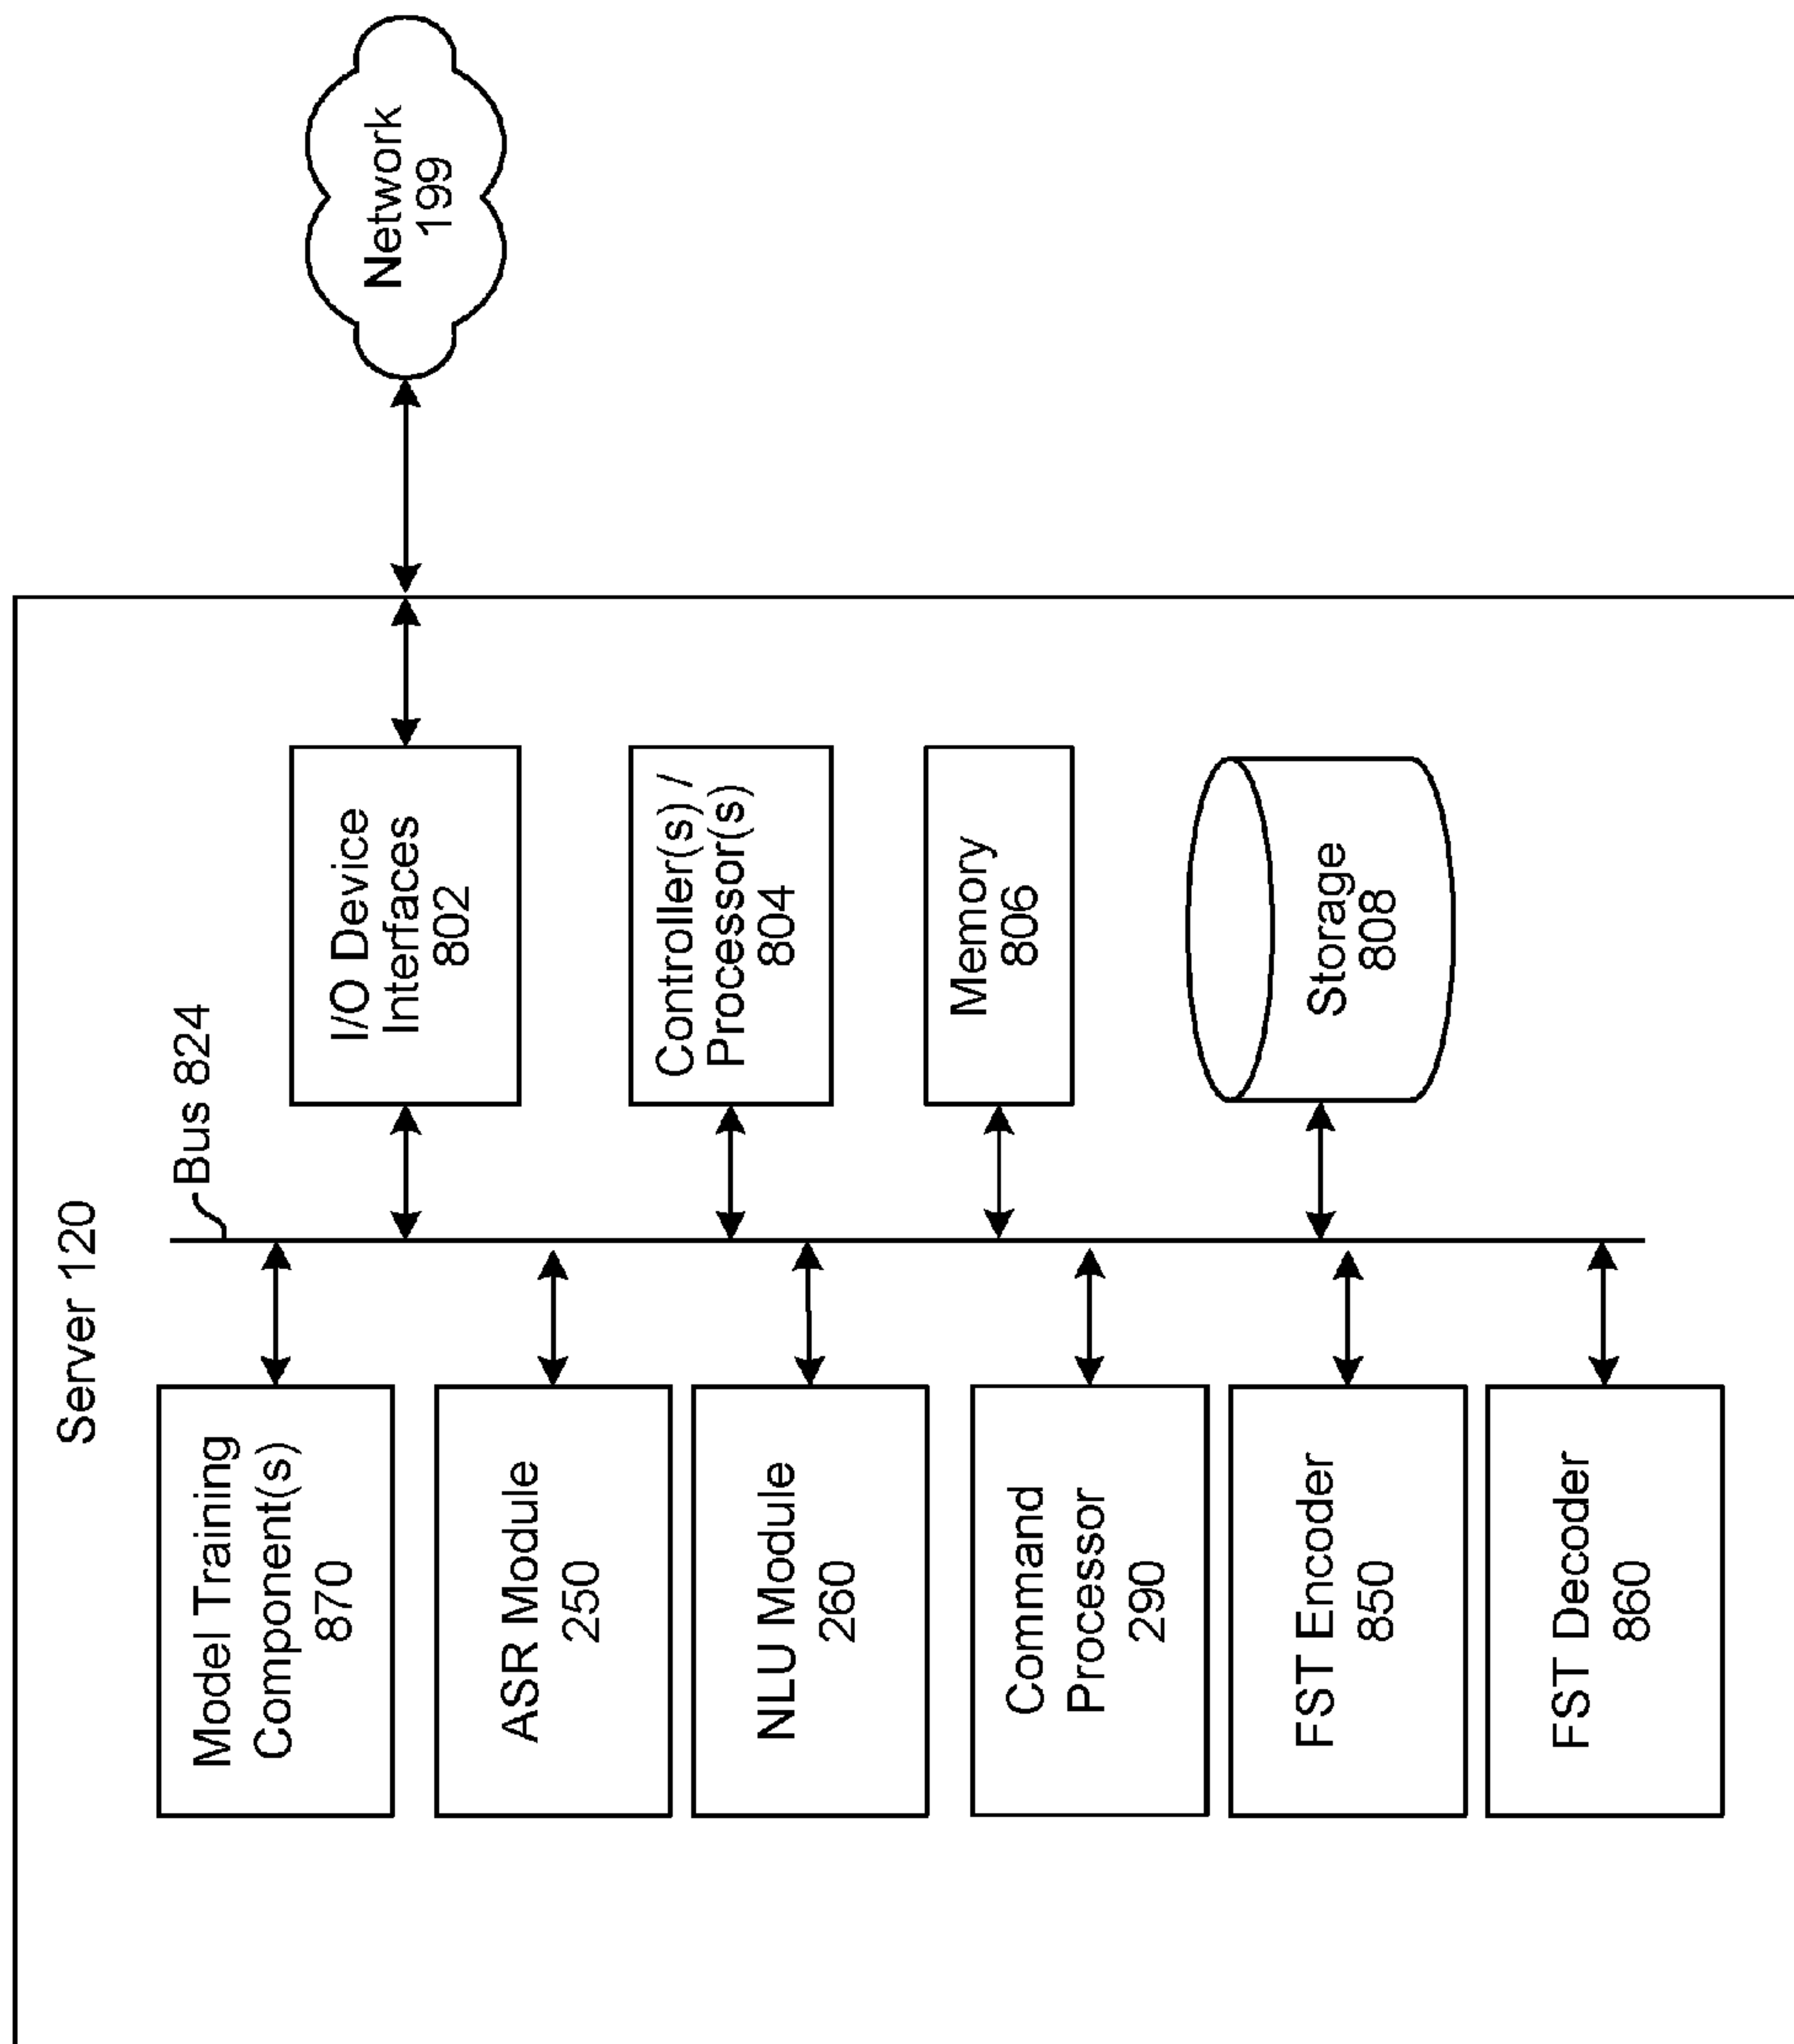 Server 120
Bus 824
Network
199
I/O Device
Interfaces
802
Controller(s) /
Processor(s)
804
Memory
806
Storage
808
Model Training
Component(s)
870
ASR Module
250
NLU Module
260
Command
Processor
290
FST Encoder
850
FST Decoder
860